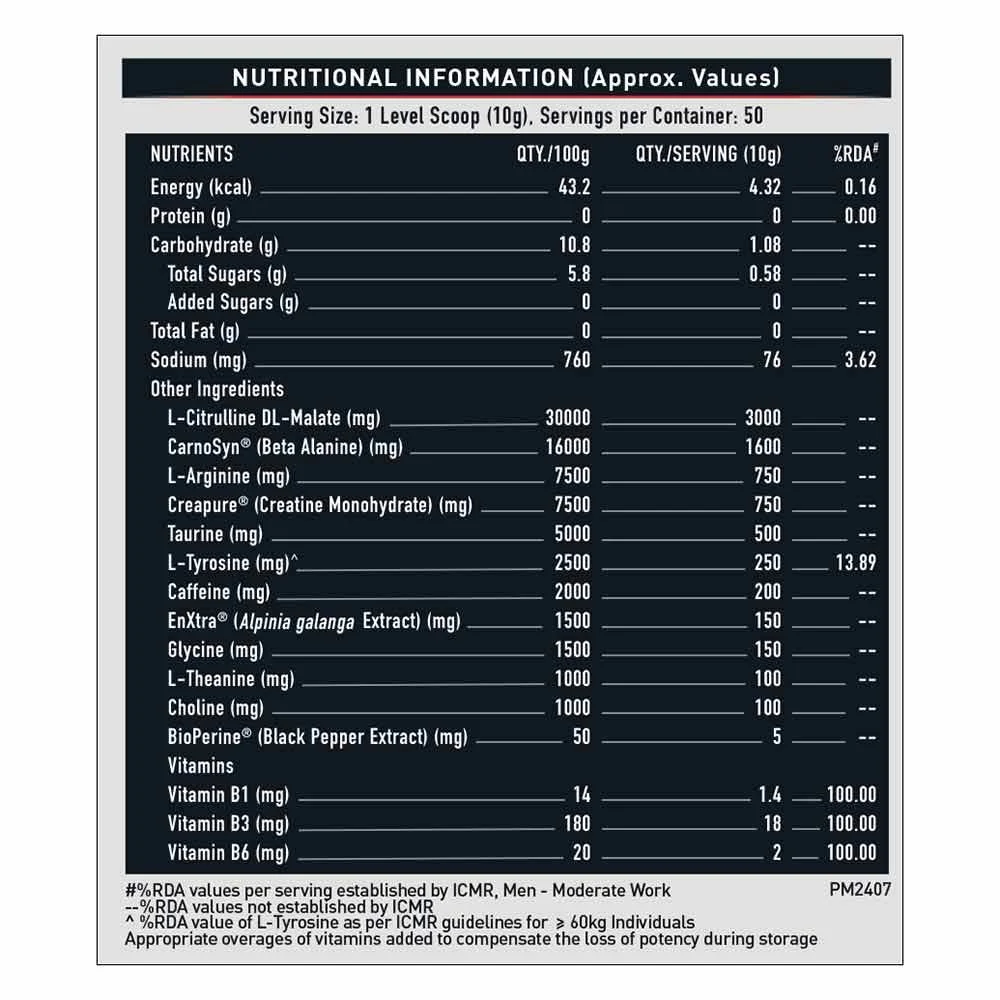 NUTRITIONAL INFORMATION (Approx. Values)
Serving Size: 1 Level Scoop (10g), Servings per Container: 50
NUTRIENTS QTY./100g QTY./SERVING (10g) %RDA#
Energy (kcal) 43.2 4.32 0.16
Protein (g) 0 0 0.00
Carbohydrate (g) 10.8 1.08 --
Total Sugars (g) 5.8 0.58 --
Added Sugars (g) 0 0 --
Total Fat (g) 0 0 --
Sodium (mg) 760 76 3.62
Other Ingredients
L-Citrulline DL-Malate (mg) 30000 3000 --
CarnoSyn® (Beta Alanine) (mg) 16000 1600 --
L-Arginine (mg) 7500 750 --
Creapure® (Creatine Monohydrate) (mg) 7500 750 --
Taurine (mg) 5000 500 --
L-Tyrosine (mg)^ 2500 250 13.89
Caffeine (mg) 2000 200 --
EnXtra® (Alpinia galanga Extract) (mg) 1500 150 --
Glycine (mg) 1500 150 --
L-Theanine (mg) 1000 100 --
Choline (mg) 1000 100 --
BioPerine® (Black Pepper Extract) (mg) 50 5 --
Vitamins
Vitamin B1 (mg) 14 1.4 100.00
Vitamin B3 (mg) 180 18 100.00
Vitamin B6 (mg) 20 2 100.00
#%RDA values per serving established by ICMR, Men - Moderate Work PM2407
--%RDA values not established by ICMR
^ %RDA value of L-Tyrosine as per ICMR guidelines for ⩾ 60kg Individuals
Appropriate overages of vitamins added to compensate the loss of potency during storage